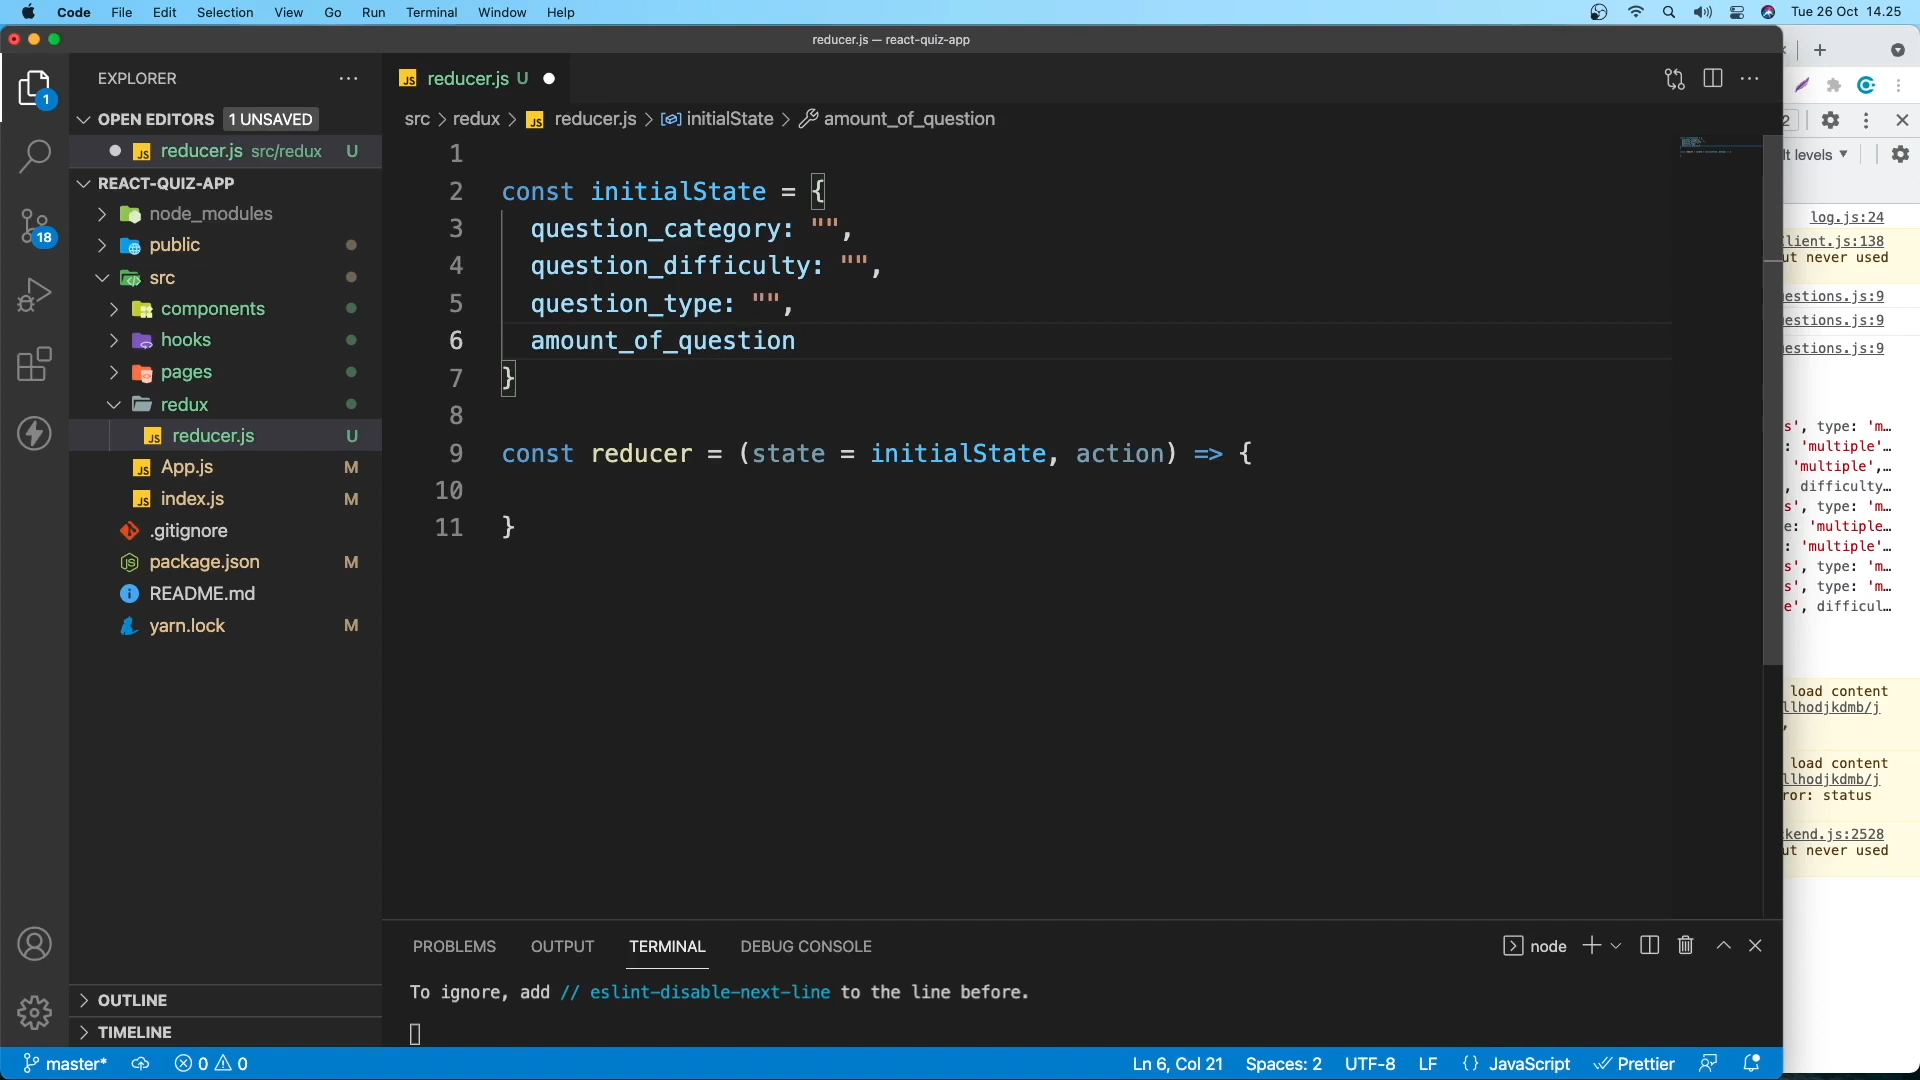 Code File Edit Selection View Go Run Terminal Window Help Tue 26 Oct 14.25
reducer.js — react-quiz-app
EXPLORER
OPEN EDITORS 1 UNSAVED
reducer.js src/redux U
REACT-QUIZ-APP
node_modules
public
src
components
hooks
pages
redux
reducer.js U
App.js M
index.js M
.gitignore
package.json M
README.md
yarn.lock M
OUTLINE
TIMELINE
1
18
reducer.js U
src > redux > reducer.js > initialState > amount_of_question
1
2 const initialState = {
3 question_category: "",
4 question_difficulty: "",
5 question_type: "",
6 amount_of_question
7 }
8
9 const reducer = (state = initialState, action) => {
10
11 }
PROBLEMS OUTPUT TERMINAL DEBUG CONSOLE node
To ignore, add // eslint-disable-next-line to the line before.
master* 0 0 Ln 6, Col 21 Spaces: 2 UTF-8 LF {} JavaScript Prettier
2
lt levels
log.js:24
lient.js:138
ut never used
estions.js:9
estions.js:9
estions.js:9
s', type: 'm…
: 'multiple'…
'multiple',…
, difficulty…
s', type: 'm…
e: 'multiple…
: 'multiple'…
s', type: 'm…
s', type: 'm…
e', difficul…
load content
llhodjkdmb/j
load content
llhodjkdmb/j
ror: status
kend.js:2528
ut never used